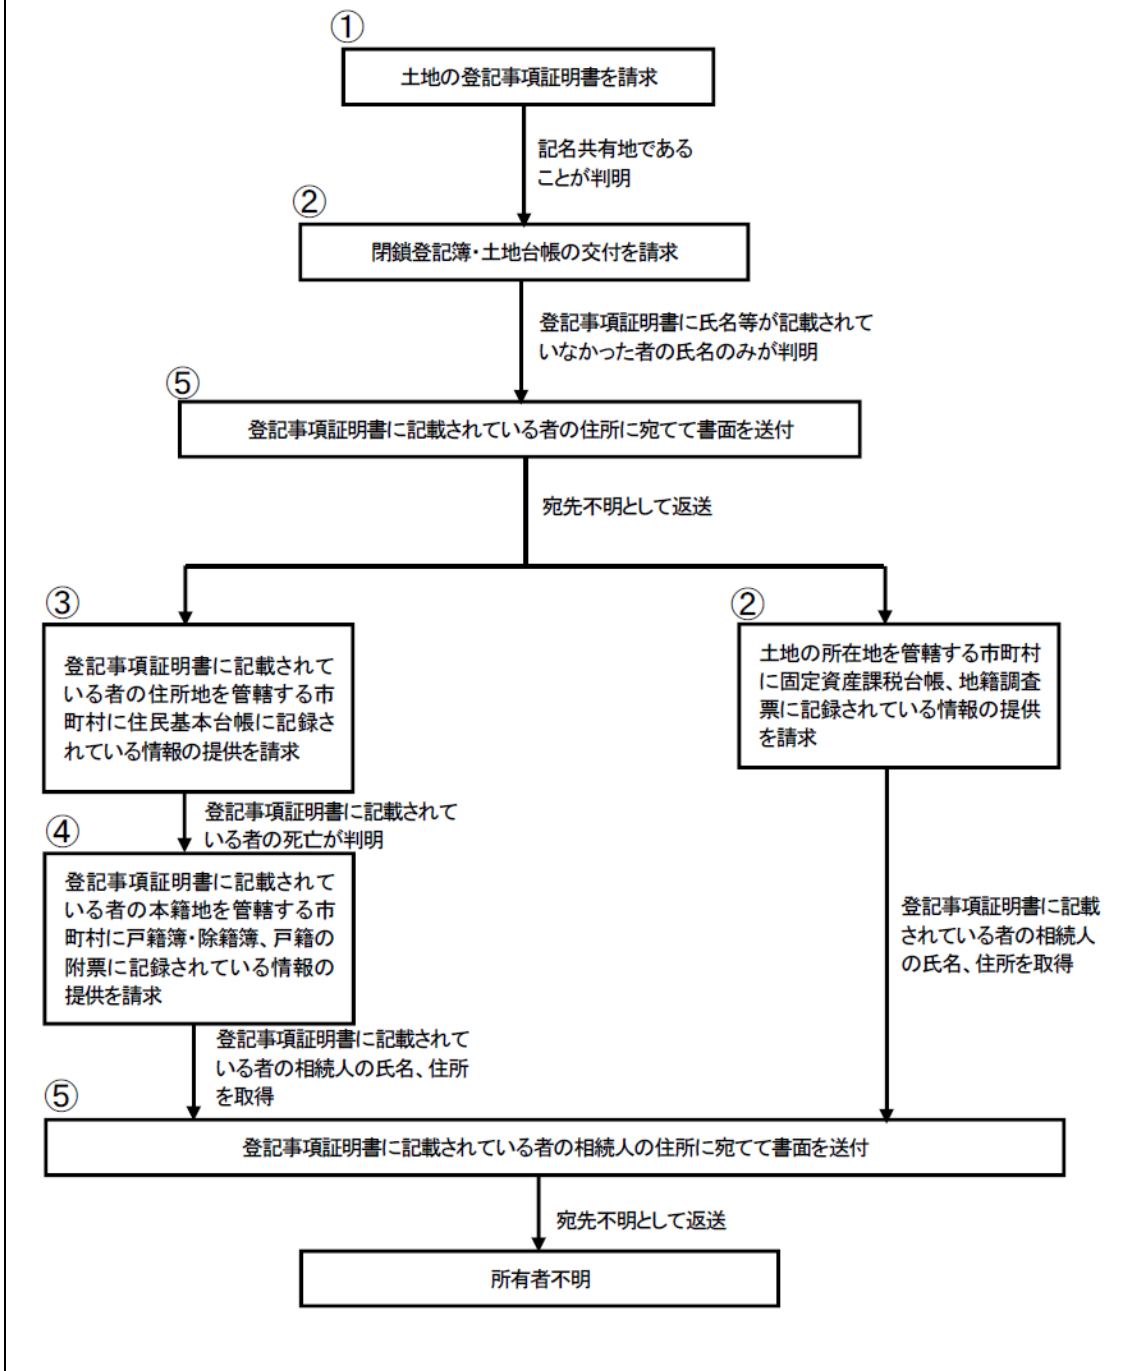 ①
土地の登記事項証明書を請求
記名共有地である
ことが判明
②
閉鎖登記簿・土地台帳の交付を請求
登記事項証明書に氏名等が記載されて
いなかった者の氏名のみが判明
⑤
登記事項証明書に記載されている者の住所に宛てて書面を送付
宛先不明として返送
③
登記事項証明書に記載されて
いる者の住所地を管轄する市
町村に住民基本台帳に記録さ
れている情報の提供を請求
②
土地の所在地を管轄する市町村
に固定資産課税台帳、地籍調査
票に記録されている情報の提供
を請求
登記事項証明書に記載されて
いる者の死亡が判明
④
登記事項証明書に記載されて
いる者の本籍地を管轄する市
町村に戸籍簿・除籍簿、戸籍の
附票に記録されている情報の
提供を請求
登記事項証明書に記載
されている者の相続人
の氏名、住所を取得
登記事項証明書に記載されて
いる者の相続人の氏名、住所
を取得
⑤
登記事項証明書に記載されている者の相続人の住所に宛てて書面を送付
宛先不明として返送
所有者不明